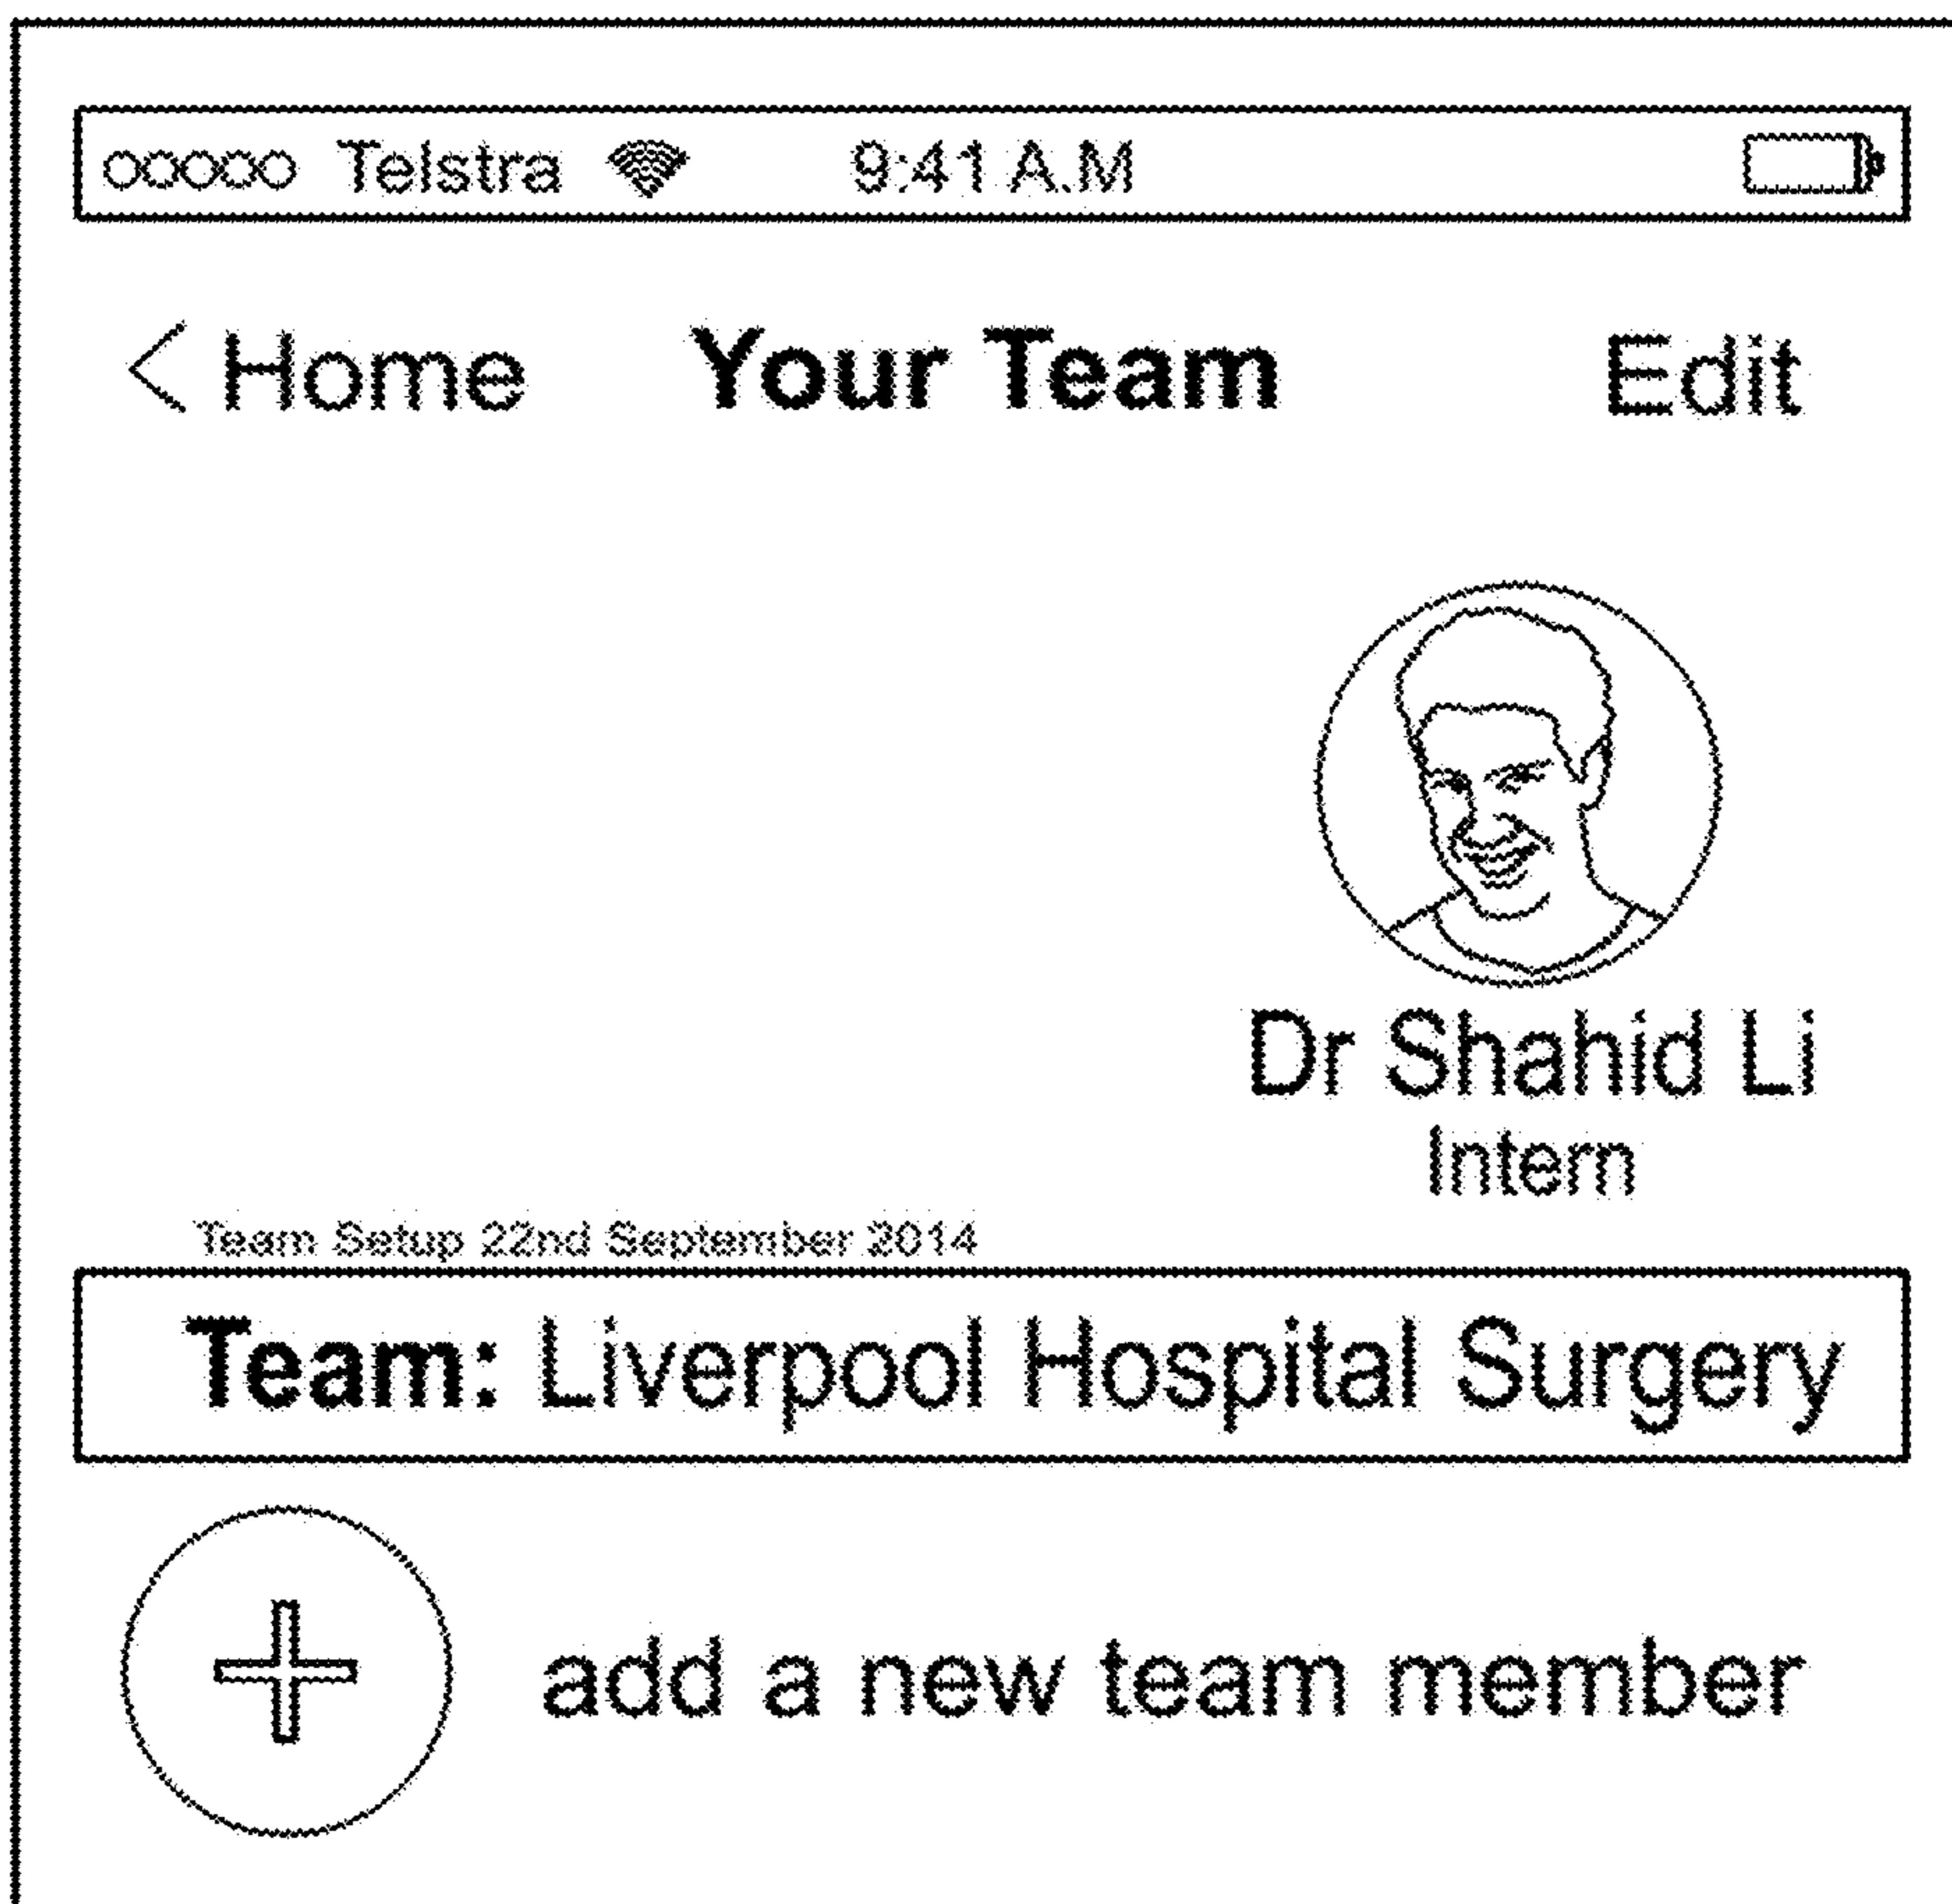 Telstra 9:41 A.M
< Home Your Team Edit
Dr Shahid Li
Intern
Team Setup 22nd September 2014
Team: Liverpool Hospital Surgery
add a new team member